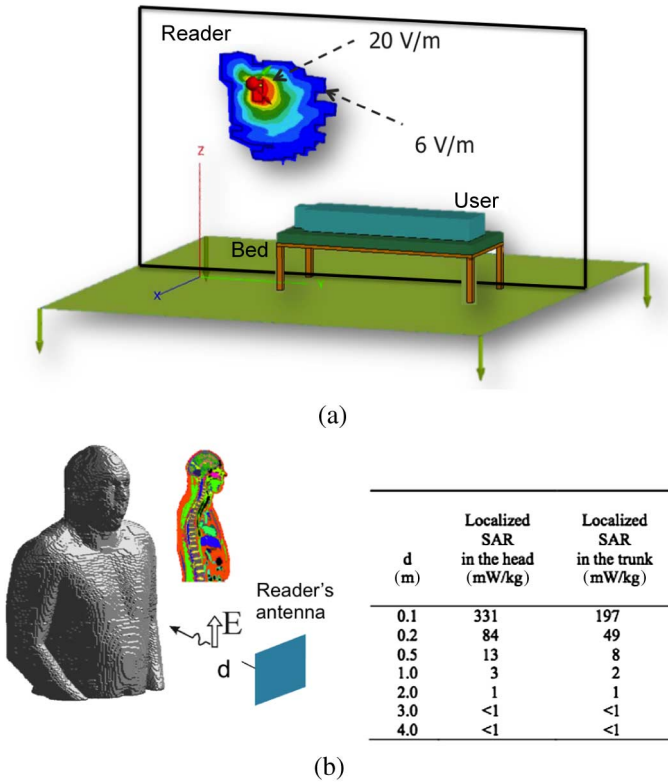 Reader
20 V/m
6 V/m
User
Bed
z
x
Y
(a)
Reader's
antenna
E
d
d
(m)
Localized
SAR
in the head
(mW/kg)
Localized
SAR
in the trunk
(mW/kg)
0.1 331 197
0.2 84 49
0.5 13 8
1.0 3 2
2.0 1 1
3.0 <1 <1
4.0 <1 <1
(b)